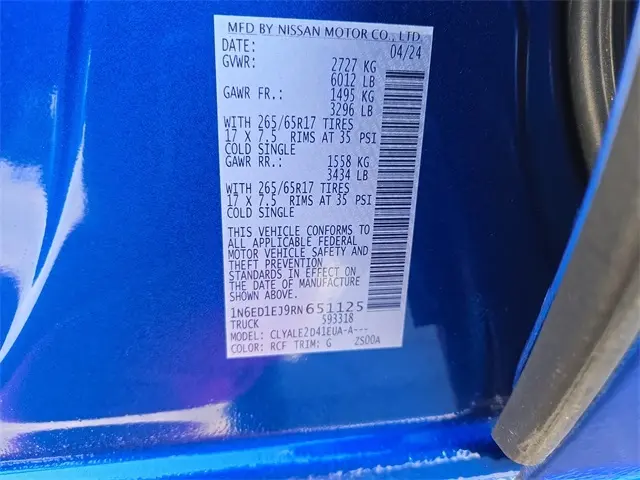 MFD BY NISSAN MOTOR CO., LTD.
DATE: 04/24
GVWR: 2727 KG
6012 LB
GAWR FR.: 1495 KG
3296 LB
WITH 265/65R17 TIRES
17 X 7.5 RIMS AT 35 PSI
COLD SINGLE
GAWR RR.: 1558 KG
3434 LB
WITH 265/65R17 TIRES
17 X 7.5 RIMS AT 35 PSI
COLD SINGLE
THIS VEHICLE CONFORMS TO
ALL APPLICABLE FEDERAL
MOTOR VEHICLE SAFETY AND
THEFT PREVENTION
STANDARDS IN EFFECT ON
THE DATE OF MANUFACTURE
SHOWN ABOVE.
1N6ED1EJ9RN651125
TRUCK 593318
MODEL: CLYALE2D41EUA-A---
COLOR: RCF TRIM: G ZS00A